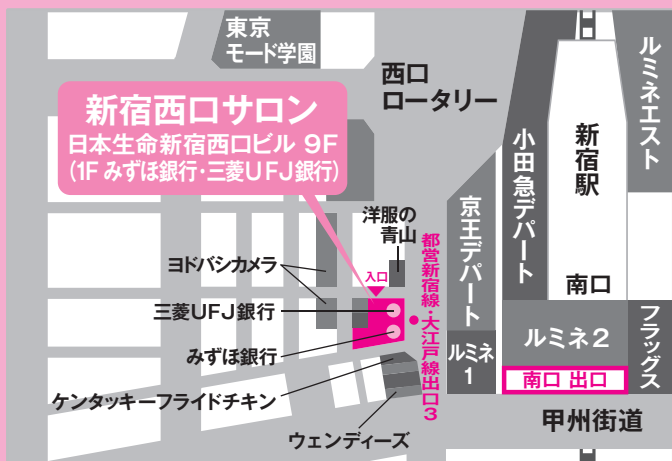 東京
モード学園
西口
ロータリー
新宿西口サロン
日本生命新宿西口ビル 9F
(1F みずほ銀行・三菱UFJ銀行)
洋服の
青山
入口
ヨドバシカメラ
三菱UFJ銀行
みずほ銀行
ケンタッキーフライドチキン
ウェンディーズ
都営新宿線・大江戸線出口3
京王デパート
ルミネ
1
小田急デパート
新宿駅
ルミネエスト
南口
ルミネ2
フラッグス
南口 出口
甲州街道